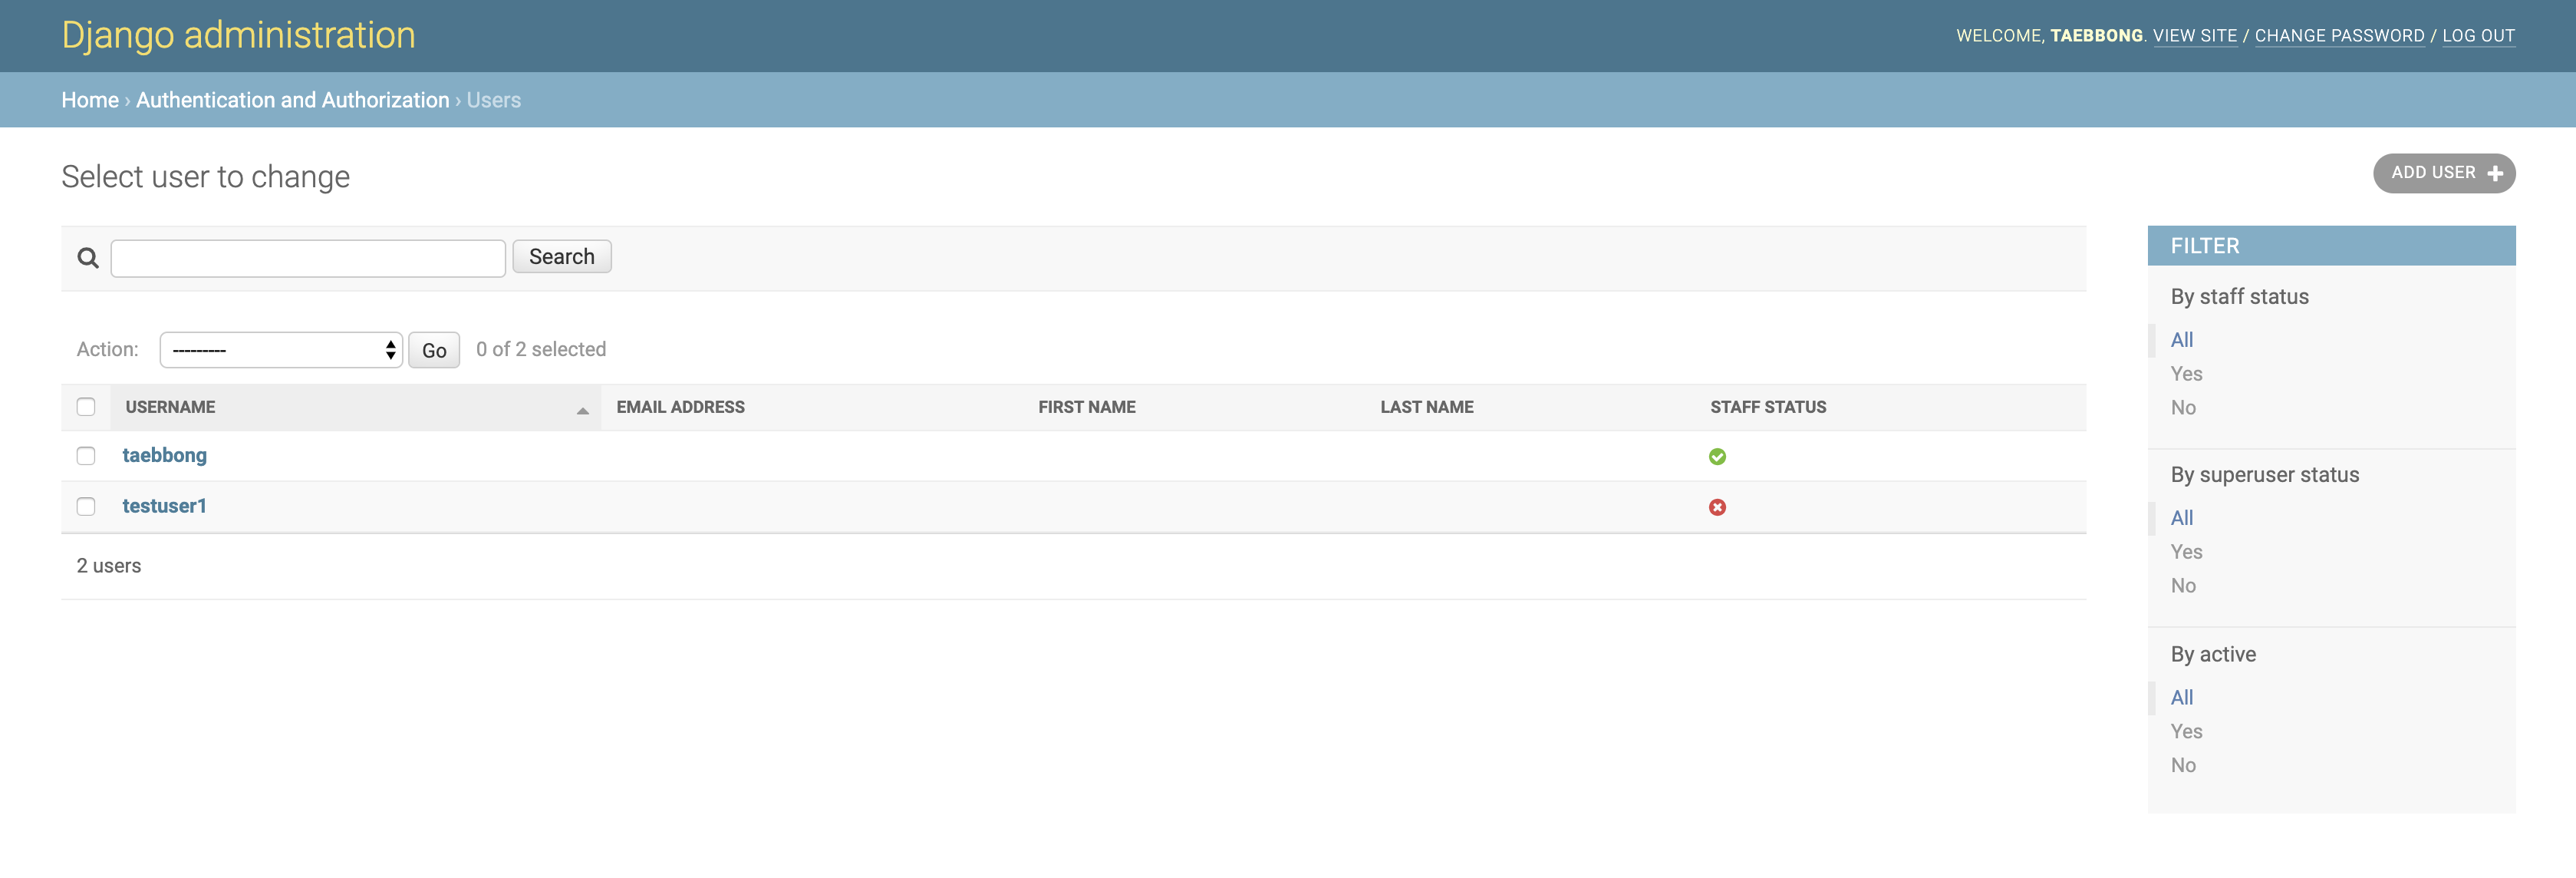 Django administration
WELCOME, TAEBBONG. VIEW SITE / CHANGE PASSWORD / LOG OUT
Home › Authentication and Authorization › Users
Select user to change
ADD USER
Search
Action: --------- Go 0 of 2 selected
USERNAME EMAIL ADDRESS FIRST NAME LAST NAME STAFF STATUS
taebbong
testuser1
2 users
FILTER
By staff status
All
Yes
No
By superuser status
All
Yes
No
By active
All
Yes
No